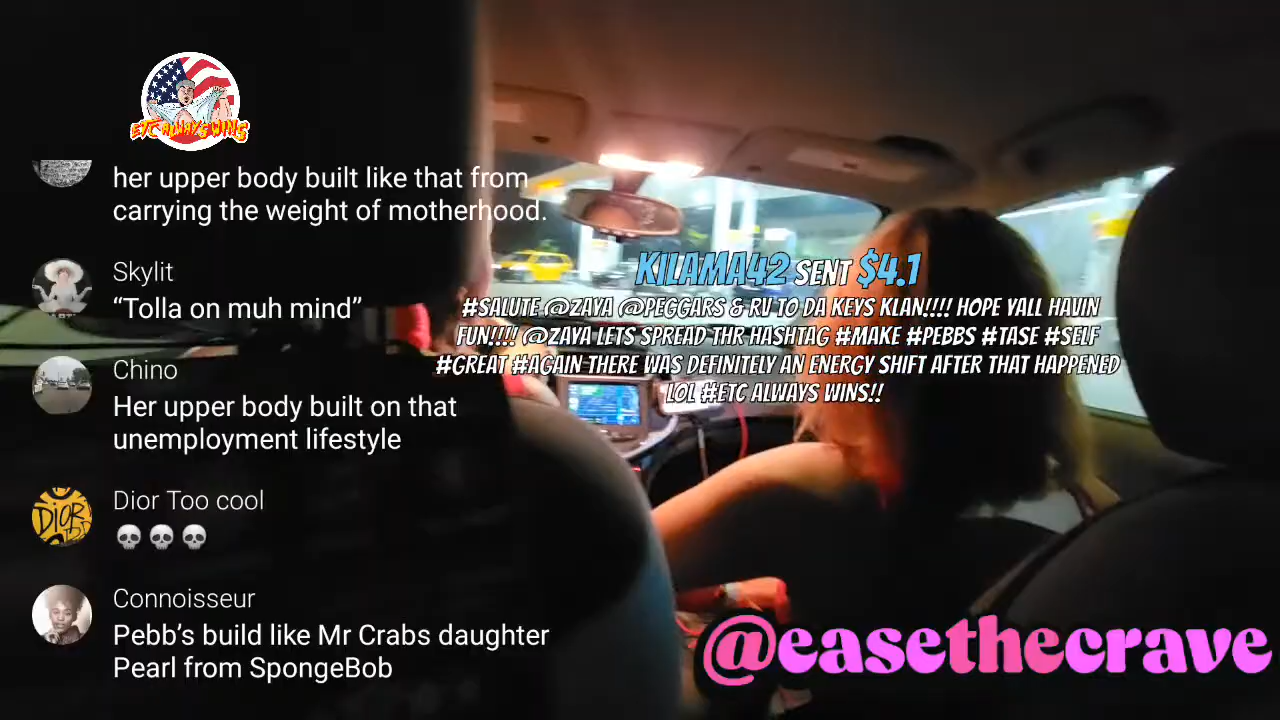 ETC ALWAYS WINS
her upper body built like that from
carrying the weight of motherhood.
Skylit
“Tolla on muh mind”
Chino
Her upper body built on that
unemployment lifestyle
Dior Too cool
DIOR
💀💀💀
Connoisseur
Pebb’s build like Mr Crabs daughter
Pearl from SpongeBob
KILAMA42 SENT $4.1
#SALUTE @ZAYA @PEGGARS & RV TO DA KEYS KLAN!!!! HOPE YALL HAVIN
FUN!!!! @ZAYA LETS SPREAD THR HASHTAG #MAKE #PEBBS #TASE #SELF
#GREAT #AGAIN THERE WAS DEFINITELY AN ENERGY SHIFT AFTER THAT HAPPENED
LOL #ETC ALWAYS WINS!!
@easethecrave